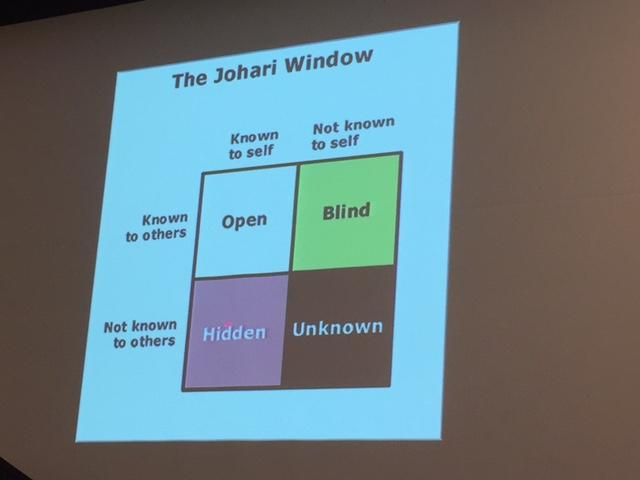 The Johari Window
Known
to self
Not known
to self
Known
to others
Open
Blind
Not known
to others
Hidden
Unknown